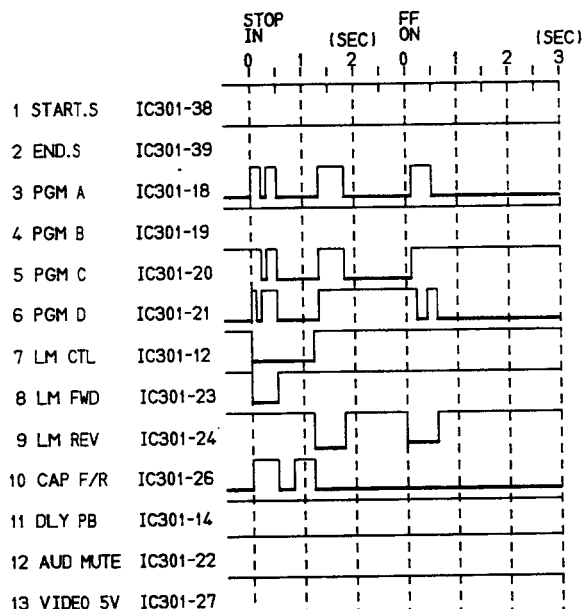 STOP FF
IN (SEC) ON (SEC)
0 1 2 0 1 2 3
1 START.S IC301-38
2 END.S IC301-39
3 PGM A IC301-18
4 PGM B IC301-19
5 PGM C IC301-20
6 PGM D IC301-21
7 LM CTL IC301-12
8 LM FWD IC301-23
9 LM REV IC301-24
10 CAP F/R IC301-26
11 DLY PB IC301-14
12 AUD MUTE IC301-22
13 VIDEO 5V IC301-27